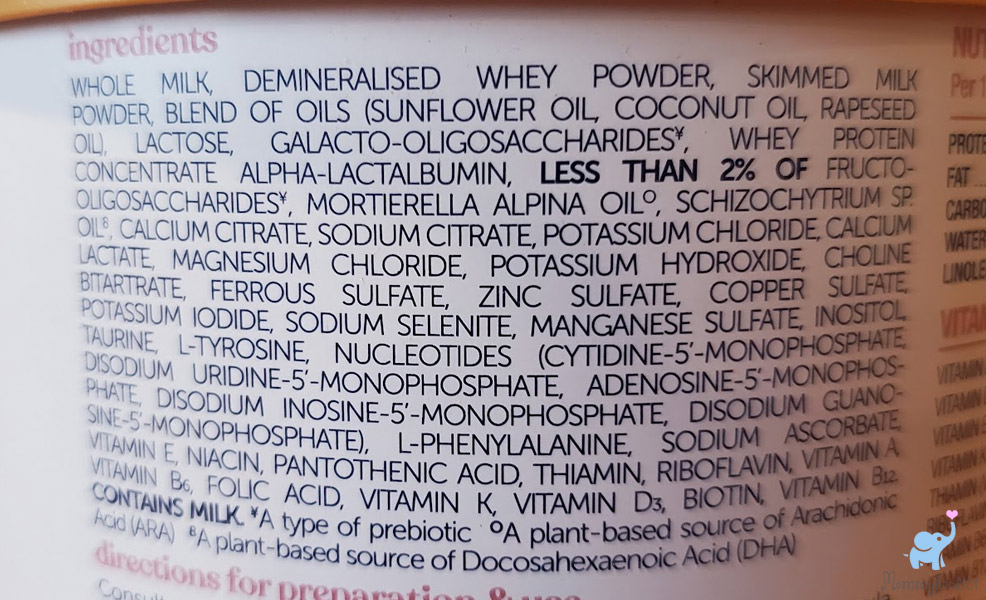 ingredients
WHOLE MILK, DEMINERALISED WHEY POWDER, SKIMMED MILK
POWDER, BLEND OF OILS (SUNFLOWER OIL, COCONUT OIL, RAPESEED
OIL), LACTOSE, GALACTO-OLIGOSACCHARIDES¥, WHEY PROTEIN
CONCENTRATE ALPHA-LACTALBUMIN, LESS THAN 2% OF FRUCTO-
OLIGOSACCHARIDES¥, MORTIERELLA ALPINA OILO, SCHIZOCHYTRIUM SP.
OIL8, CALCIUM CITRATE, SODIUM CITRATE, POTASSIUM CHLORIDE, CALCIUM
LACTATE, MAGNESIUM CHLORIDE, POTASSIUM HYDROXIDE, CHOLINE
BITARTRATE, FERROUS SULFATE, ZINC SULFATE, COPPER SULFATE,
POTASSIUM IODIDE, SODIUM SELENITE, MANGANESE SULFATE, INOSITOL,
TAURINE, L-TYROSINE, NUCLEOTIDES (CYTIDINE-5'-MONOPHOSPHATE,
DISODIUM URIDINE-5'-MONOPHOSPHATE, ADENOSINE-5'-MONOPHOS-
PHATE, DISODIUM INOSINE-5'-MONOPHOSPHATE, DISODIUM GUANO-
SINE-5'-MONOPHOSPHATE), L-PHENYLALANINE, SODIUM ASCORBATE,
VITAMIN E, NIACIN, PANTOTHENIC ACID, THIAMIN, RIBOFLAVIN, VITAMIN A
VITAMIN B6, FOLIC ACID, VITAMIN K, VITAMIN D3, BIOTIN, VITAMIN B12.
CONTAINS MILK. ¥A type of prebiotic OA plant-based source of Arachidonic
Acid (ARA) 8A plant-based source of Docosahexaenoic Acid (DHA)
directions for preparation & use
Per 1
FAT
VITAMIN
VITAMIN
VITAMIN
VITAMIN